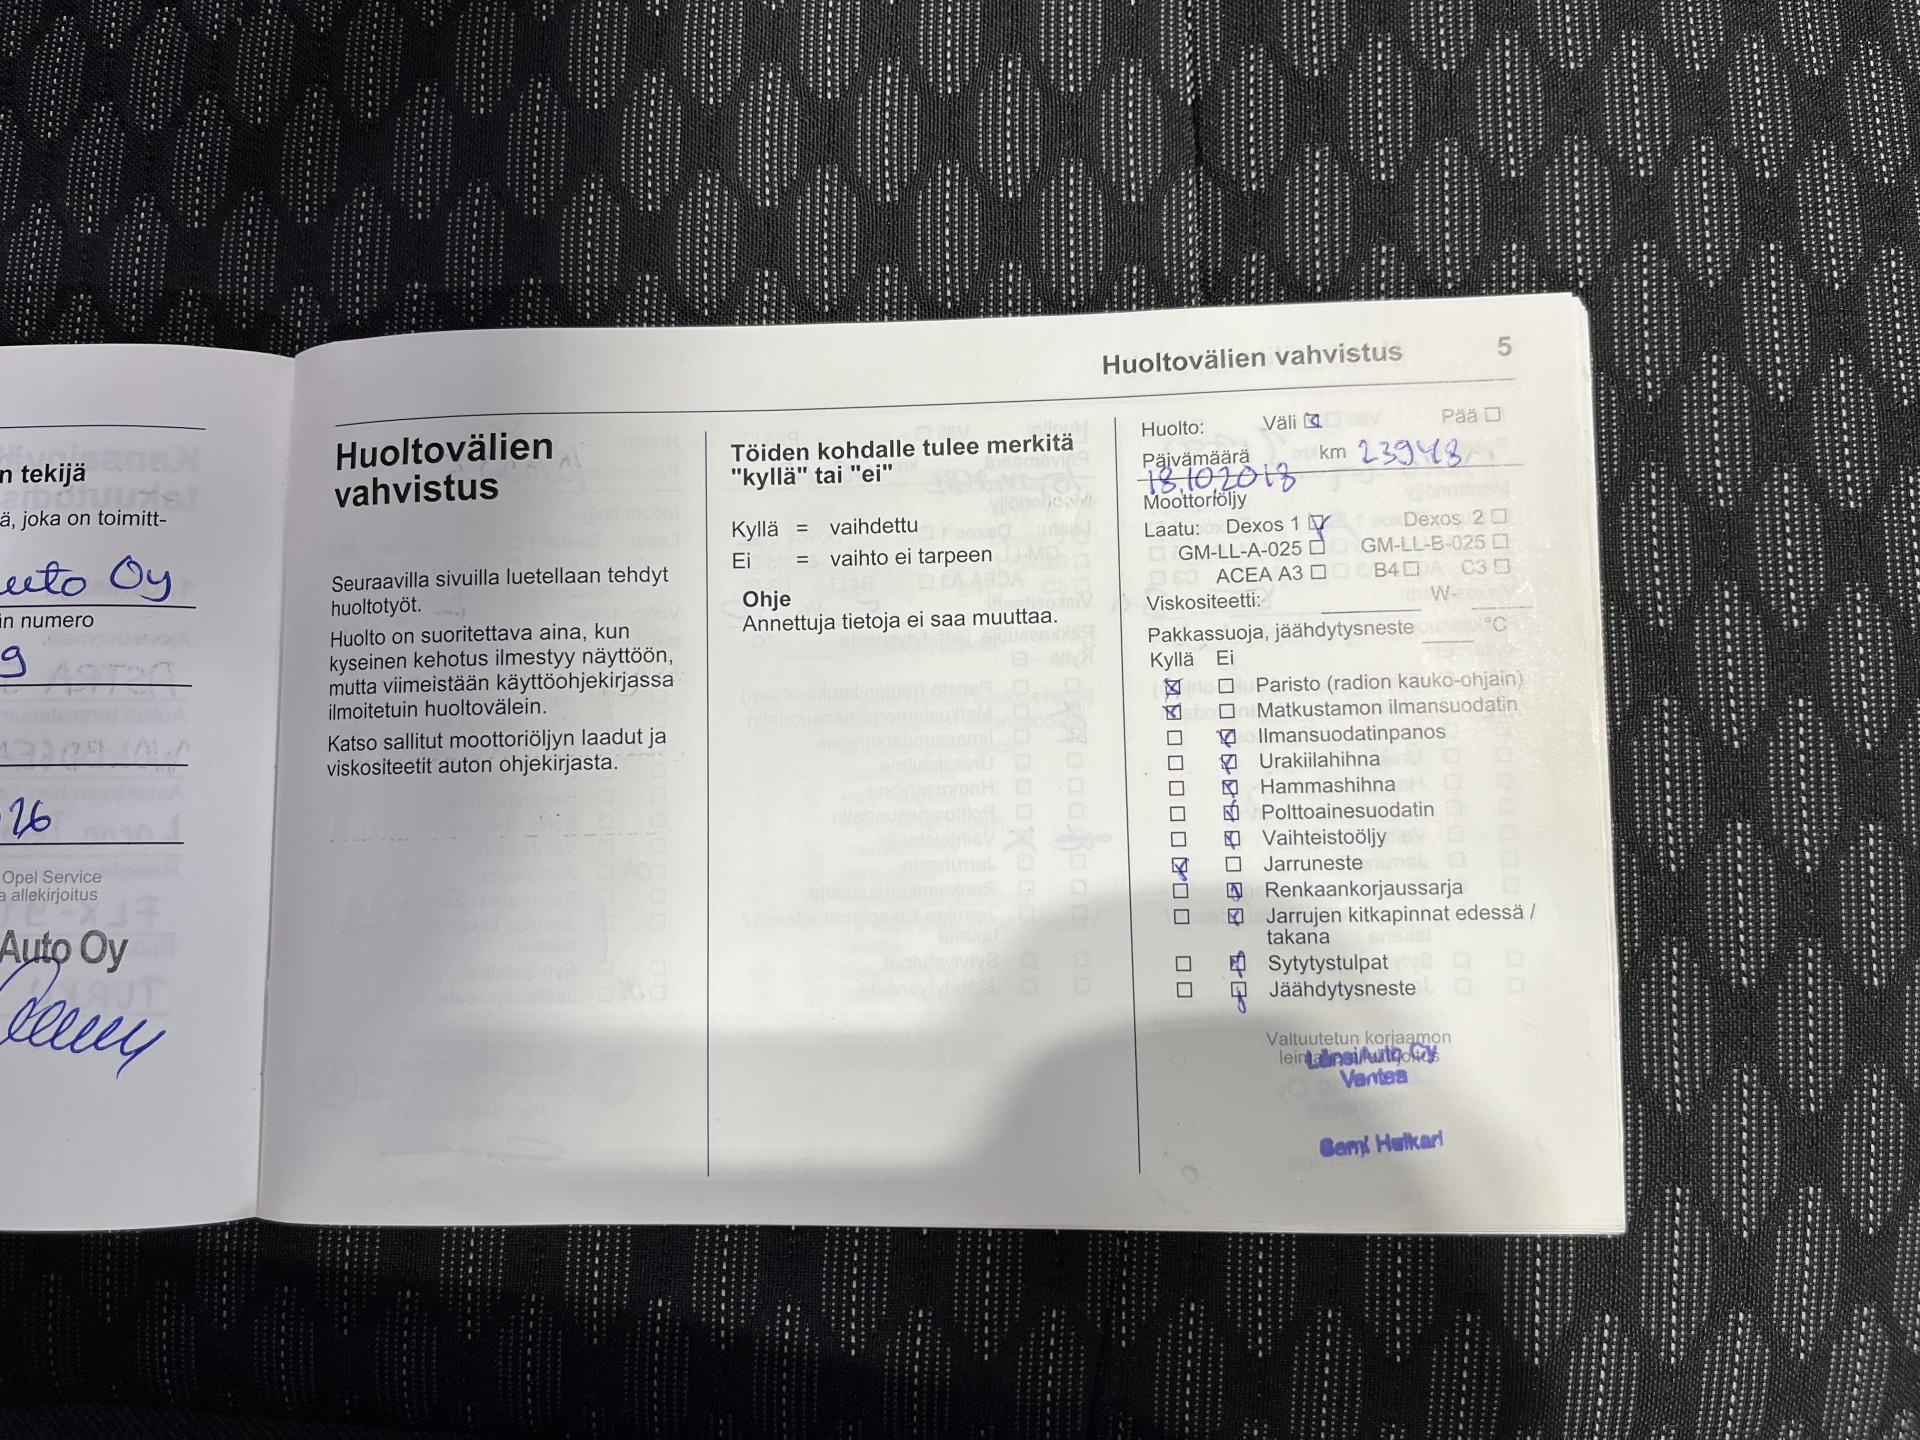 n tekijä
ä, joka on toimitt-
uto Oy
in numero
9
26
Opel Service
a allekirjoitus
Auto Oy
Huoltovälien vahvistus 5
Huoltovälien
vahvistus
Seuraavilla sivuilla luetellaan tehdyt
huoltotyöt.
Huolto on suoritettava aina, kun
kyseinen kehotus ilmestyy näyttöön,
mutta viimeistään käyttöohjekirjassa
ilmoitetuin huoltovälein.
Katso sallitut moottoriöljyn laadut ja
viskositeetit auton ohjekirjasta.
Töiden kohdalle tulee merkitä
"kyllä" tai "ei"
Kyllä = vaihdettu
Ei = vaihto ei tarpeen
Ohje
Annettuja tietoja ei saa muuttaa.
Huolto: Väli Pää
Päivämäärä km 23948
18.10.2018
Moottoriöljy
Laatu: Dexos 1 Dexos 2
GM-LL-A-025 GM-LL-B-025
ACEA A3 B4 C3
Viskositeetti: W-
Pakkassuoja, jäähdytysneste °C
Kyllä Ei
Paristo (radion kauko-ohjain)
Matkustamon ilmansuodatin
Ilmansuodatinpanos
Urakiilahihna
Hammashihna
Polttoainesuodatin
Vaihteistoöljy
Jarruneste
Renkaankorjaussarja
Jarrujen kitkapinnat edessä /
takana
Sytytystulpat
Jäähdytysneste
Valtuutetun korjaamon
LänsiAuto Oy
Vantaa
Sami Halkari